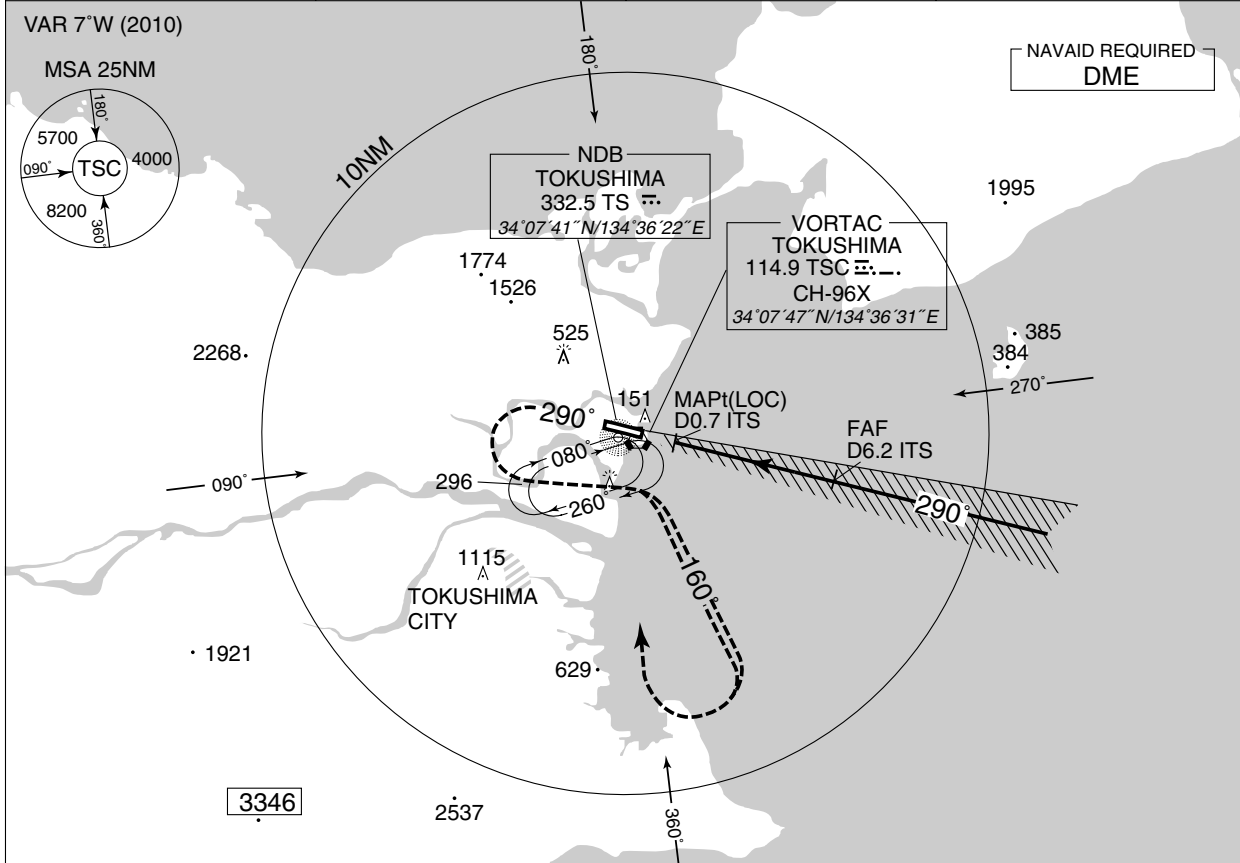 VAR 7°W (2010)
MSA 25NM
180°
5700
4000
090°
TSC
8200
360°
180°
NAVAID REQUIRED
DME
10NM
NDB
TOKUSHIMA
332.5 TS
34°07′41″N/134°36′22″E
VORTAC
TOKUSHIMA
114.9 TSC
CH-96X
34°07′47″N/134°36′31″E
1995
1774
1526
525
2268
385
384
270°
151
MAPt(LOC)
D0.7 ITS
FAF
D6.2 ITS
290°
080°
090°
296
260°
290°
1115
TOKUSHIMA
CITY
160°
1921
629
3346
2537
360°